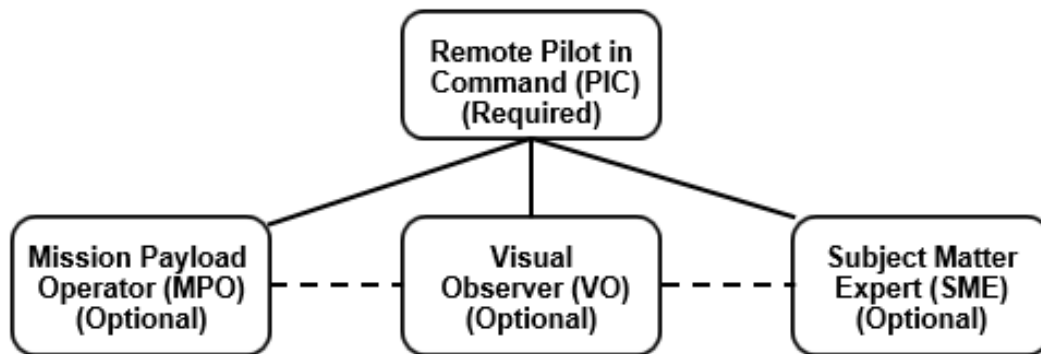 Remote Pilot in
Command (PIC)
(Required)
Mission Payload
Operator (MPO)
(Optional)
Visual
Observer (VO)
(Optional)
Subject Matter
Expert (SME)
(Optional)